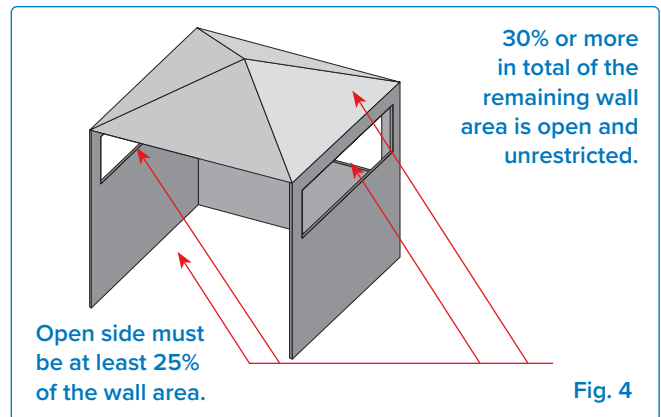 30% or more
in total of the
remaining wall
area is open and
unrestricted.
Open side must
be at least 25%
of the wall area.
Fig. 4